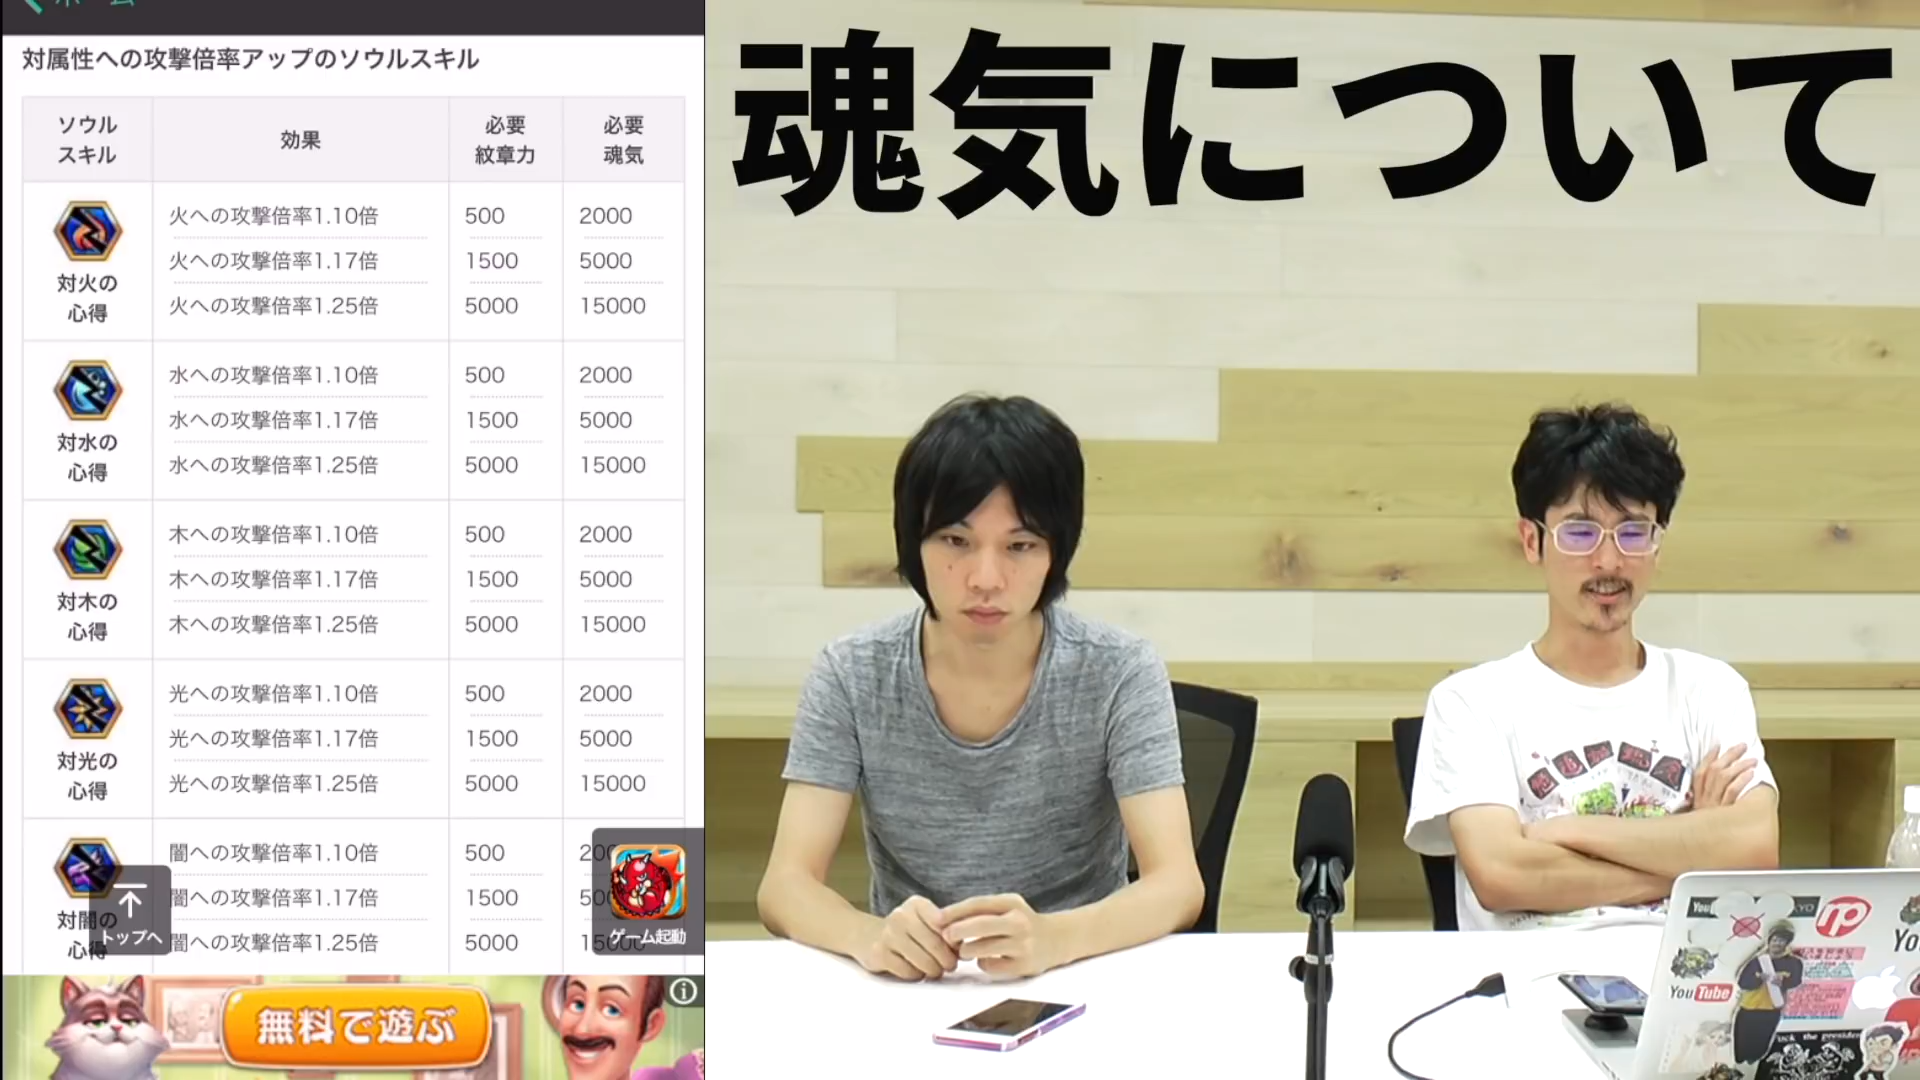 ホーム
対属性への攻撃倍率アップのソウルスキル
ソウル
スキル
効果
必要
紋章力
必要
魂気
対火の
心得
火への攻撃倍率1.10倍 500 2000
火への攻撃倍率1.17倍 1500 5000
火への攻撃倍率1.25倍 5000 15000
対水の
心得
水への攻撃倍率1.10倍 500 2000
水への攻撃倍率1.17倍 1500 5000
水への攻撃倍率1.25倍 5000 15000
対木の
心得
木への攻撃倍率1.10倍 500 2000
木への攻撃倍率1.17倍 1500 5000
木への攻撃倍率1.25倍 5000 15000
対光の
心得
光への攻撃倍率1.10倍 500 2000
光への攻撃倍率1.17倍 1500 5000
光への攻撃倍率1.25倍 5000 15000
対闇の
心得
闇への攻撃倍率1.10倍 500
闇への攻撃倍率1.17倍 1500
闇への攻撃倍率1.25倍 5000 15000
トップへ
ゲーム起動
無料で遊ぶ
魂気について
YouTube